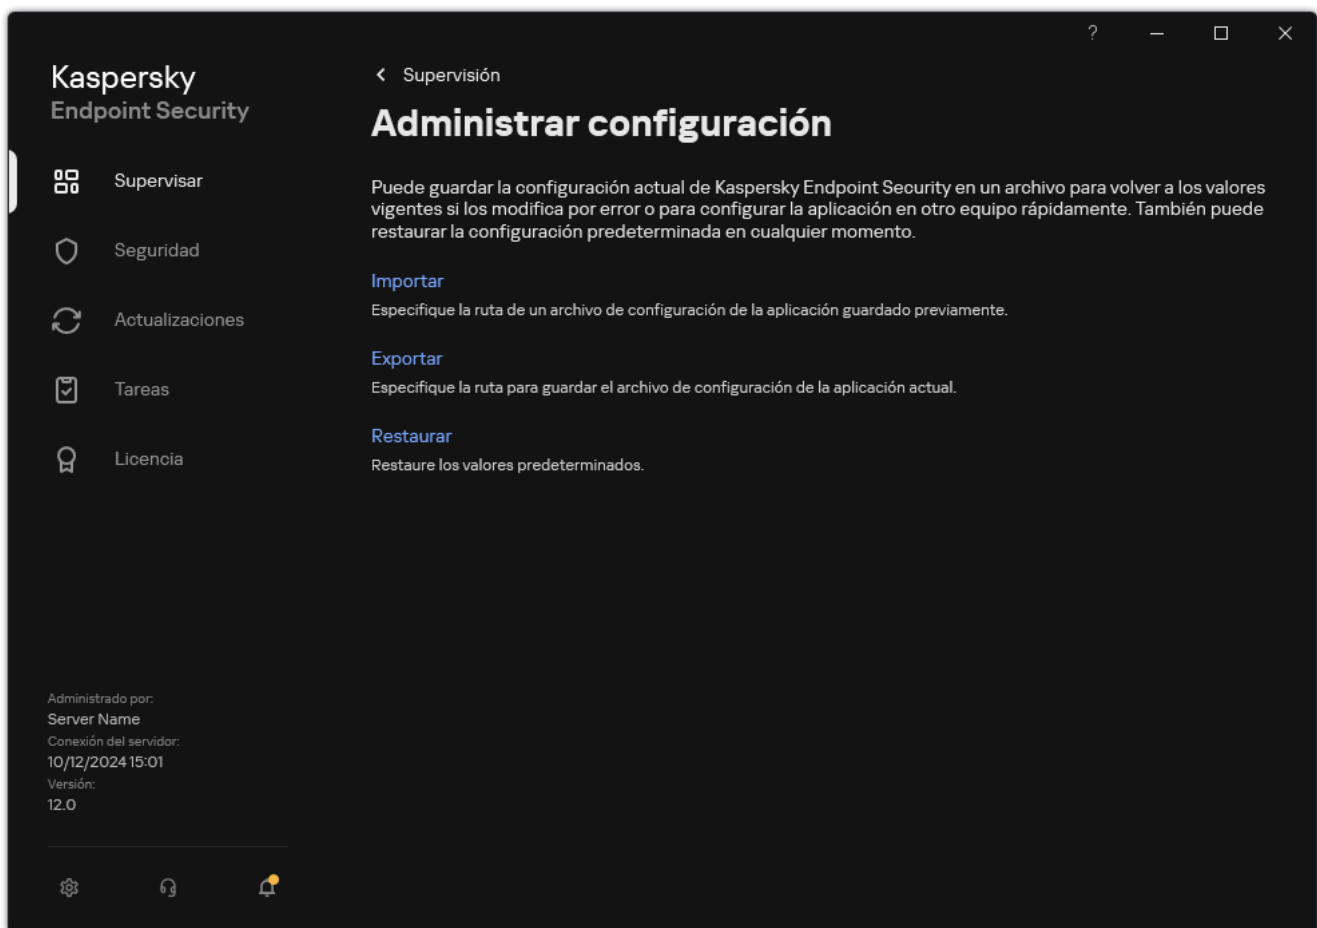 ?
Kaspersky
Endpoint Security
Supervisar
Seguridad
Actualizaciones
Tareas
Licencia
Administrado por:
Server Name
Conexión del servidor:
10/12/2024 15:01
Versión:
12.0
Supervisión
Administrar configuración
Puede guardar la configuración actual de Kaspersky Endpoint Security en un archivo para volver a los valores
vigentes si los modifica por error o para configurar la aplicación en otro equipo rápidamente. También puede
restaurar la configuración predeterminada en cualquier momento.
Importar
Especifique la ruta de un archivo de configuración de la aplicación guardado previamente.
Exportar
Especifique la ruta para guardar el archivo de configuración de la aplicación actual.
Restaurar
Restaure los valores predeterminados.